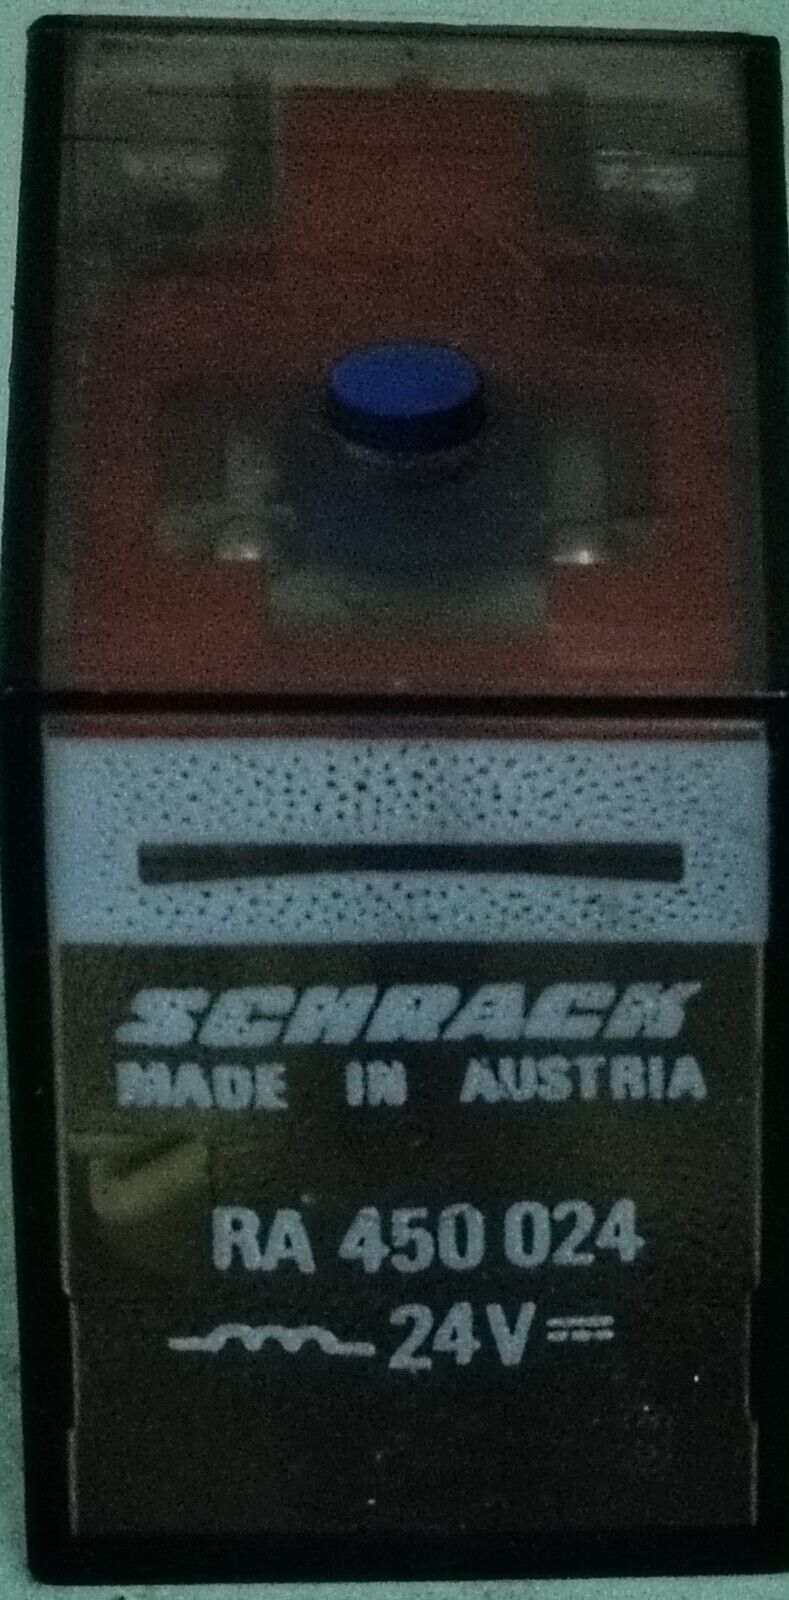 SCHRACK
MADE IN AUSTRIA
RA 450 024
24V